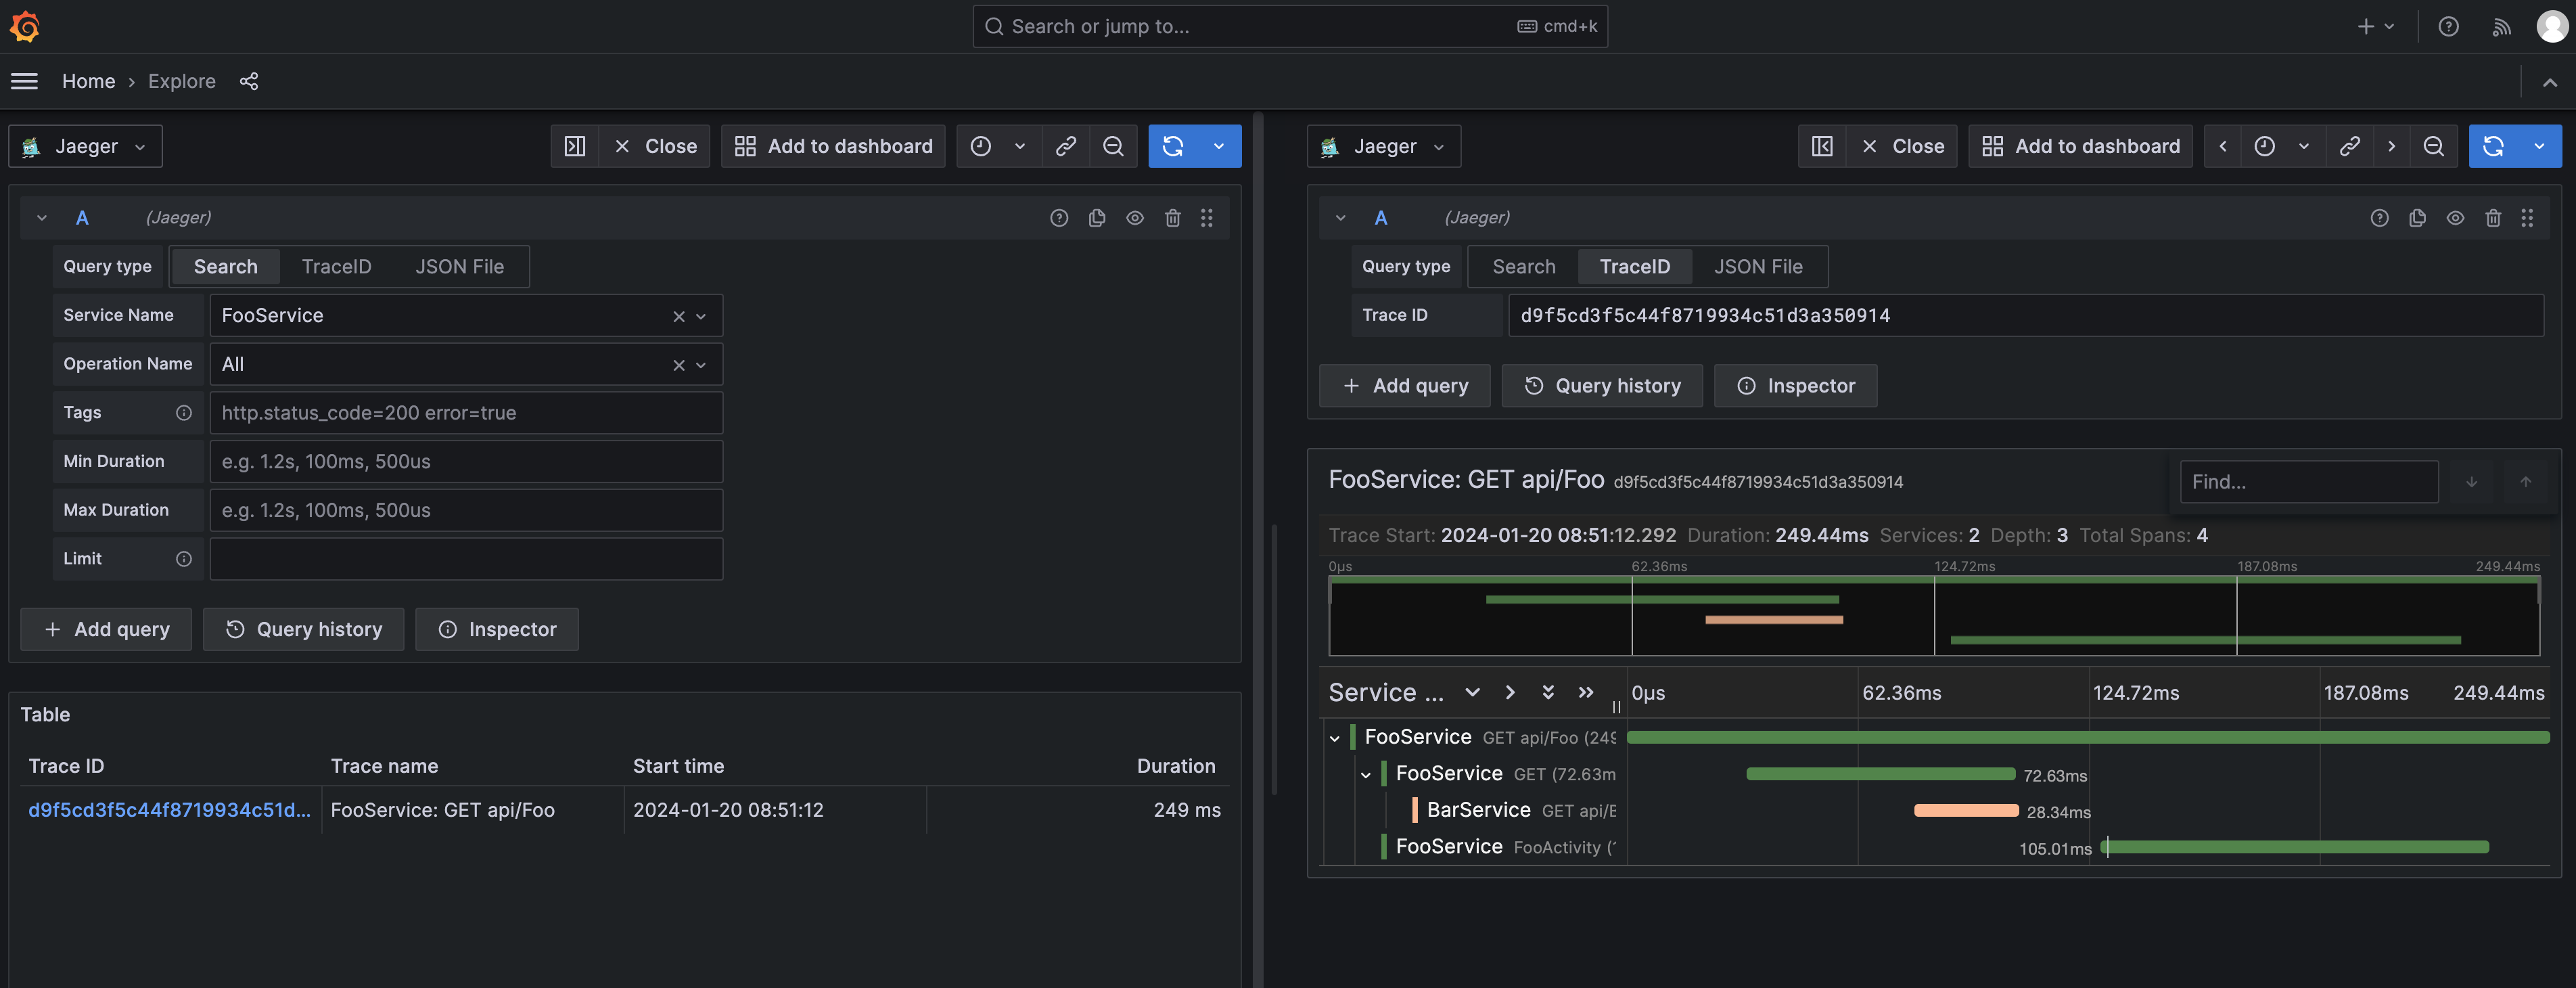 Search or jump to... cmd+k
Home › Explore
Jaeger Close Add to dashboard
A (Jaeger)
Query type Search TraceID JSON File
Service Name FooService
Operation Name All
Tags http.status_code=200 error=true
Min Duration e.g. 1.2s, 100ms, 500us
Max Duration e.g. 1.2s, 100ms, 500us
Limit
+ Add query Query history Inspector
Table
Trace ID Trace name Start time Duration
d9f5cd3f5c44f8719934c51d... FooService: GET api/Foo 2024-01-20 08:51:12 249 ms
Jaeger Close Add to dashboard
A (Jaeger)
Query type Search TraceID JSON File
Trace ID d9f5cd3f5c44f8719934c51d3a350914
+ Add query Query history Inspector
FooService: GET api/Foo d9f5cd3f5c44f8719934c51d3a350914 Find...
Trace Start: 2024-01-20 08:51:12.292 Duration: 249.44ms Services: 2 Depth: 3 Total Spans: 4
0μs 62.36ms 124.72ms 187.08ms 249.44ms
Service ... 0μs 62.36ms 124.72ms 187.08ms 249.44ms
FooService GET api/Foo (249
FooService GET (72.63m 72.63ms
BarService GET api/B 28.34ms
FooService FooActivity (1 105.01ms